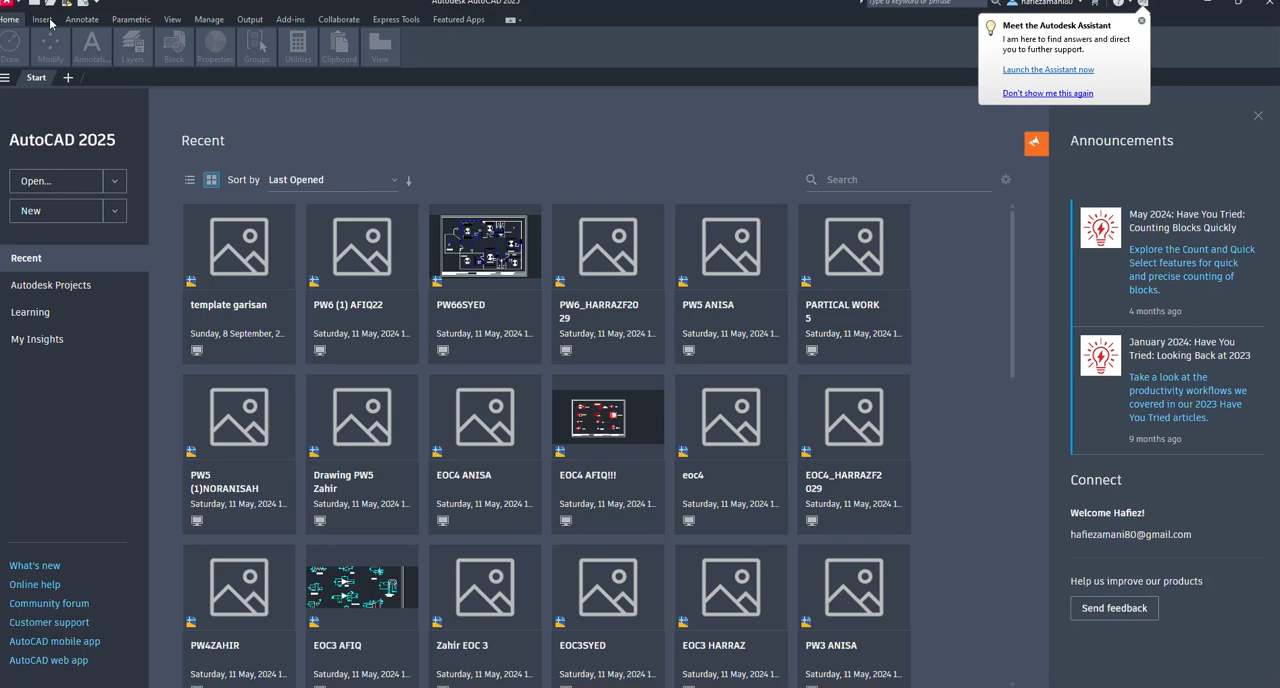 AutoCAD 2025
Type a keyword or phrase
hafiezamani80
Home Insert Annotate Parametric View Manage Output Add-ins Collaborate Express Tools Featured Apps
Draw Modify Annotati... Layers Block Properties Groups Utilities Clipboard View
Start
Meet the Autodesk Assistant
I am here to find answers and direct
you to further support.
Launch the Assistant now
Don't show me this again
AutoCAD 2025
Open...
New
Recent
Autodesk Projects
Learning
My Insights
What's new
Online help
Community forum
Customer support
AutoCAD mobile app
AutoCAD web app
Recent
Sort by Last Opened
Search
template garisan
Sunday, 8 September, 2...
PW6 (1) AFIQ22
Saturday, 11 May, 2024 1...
PW66SYED
Saturday, 11 May, 2024 1...
PW6_HARRAZF2029
Saturday, 11 May, 2024 1...
PW5 ANISA
Saturday, 11 May, 2024 1...
PARTICAL WORK
5
Saturday, 11 May, 2024 1...
PW5
(1)NORANISAH
Saturday, 11 May, 2024 1...
Drawing PW5
Zahir
Saturday, 11 May, 2024 1...
EOC4 ANISA
Saturday, 11 May, 2024 1...
EOC4 AFIQ!!!
Saturday, 11 May, 2024 1...
eoc4
Saturday, 11 May, 2024 1...
EOC4_HARRAZF2029
Saturday, 11 May, 2024 1...
PW4ZAHIR
Saturday, 11 May, 2024 1...
EOC3 AFIQ
Saturday, 11 May, 2024 1...
Zahir EOC 3
Saturday, 11 May, 2024 1...
EOC3SYED
Saturday, 11 May, 2024 1...
EOC3 HARRAZ
Saturday, 11 May, 2024 1...
PW3 ANISA
Saturday, 11 May, 2024 1...
Announcements
May 2024: Have You Tried:
Counting Blocks Quickly
Explore the Count and Quick
Select features for quick
and precise counting of
blocks.
4 months ago
January 2024: Have You
Tried: Looking Back at 2023
Take a look at the
productivity workflows we
covered in our 2023 Have
You Tried articles.
9 months ago
Connect
Welcome Hafiez!
hafiezamani80@gmail.com
Help us improve our products
Send feedback